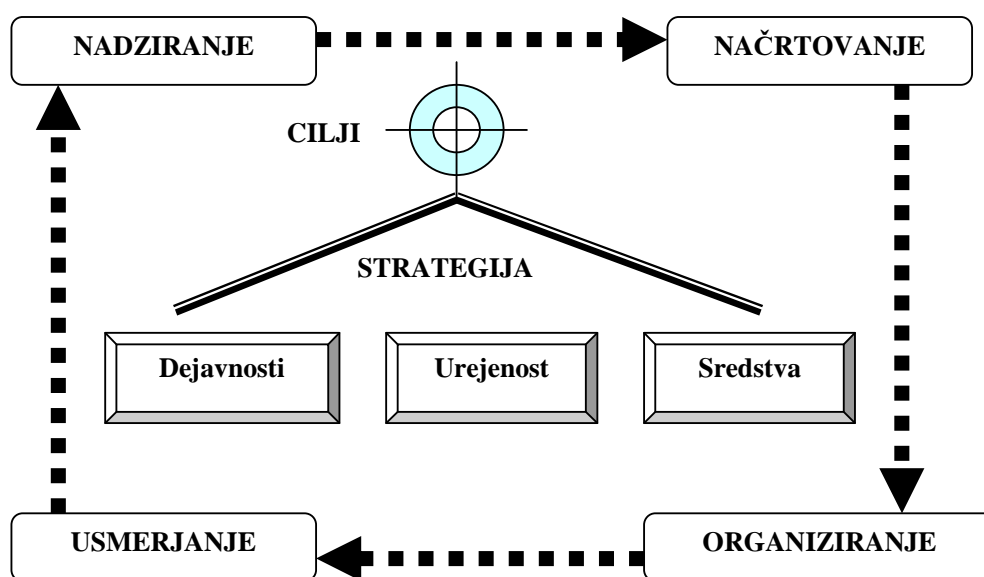 NADZIRANJE
NAČRTOVANJE
CILJI
STRATEGIJA
Dejavnosti
Urejenost
Sredstva
USMERJANJE
ORGANIZIRANJE